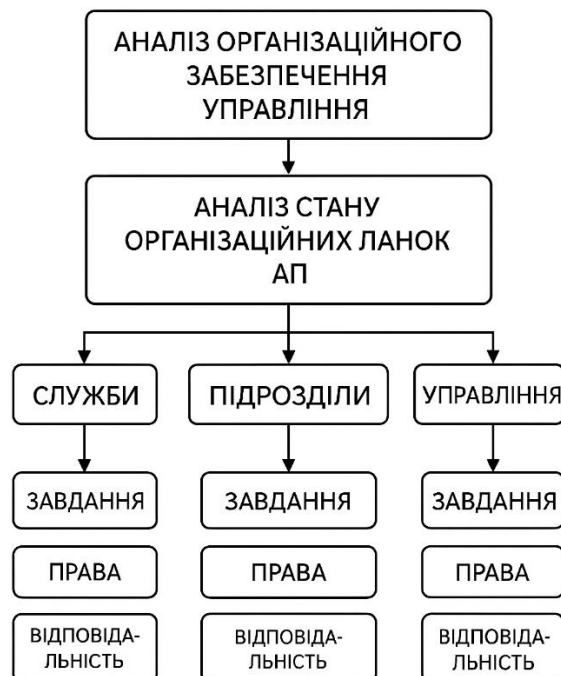 АНАЛІЗ ОРГАНІЗАЦІЙНОГО
ЗАБЕЗПЕЧЕННЯ
УПРАВЛІННЯ
АНАЛІЗ СТАНУ
ОРГАНІЗАЦІЙНИХ ЛАНОК
АП
СЛУЖБИ
ПІДРОЗДІЛИ
УПРАВЛІННЯ
ЗАВДАННЯ
ЗАВДАННЯ
ЗАВДАННЯ
ПРАВА
ПРАВА
ПРАВА
ВІДПОВІДА-
ЛЬНІСТЬ
ВІДПОВІДА-
ЛЬНІСТЬ
ВІДПОВІДА-
ЛЬНІСТЬ